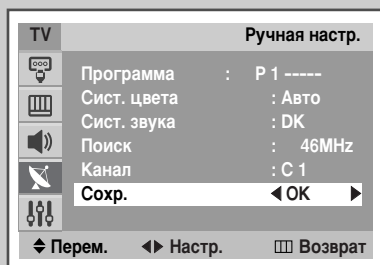 TV Ручная настр.
Программа : P 1 -----
Сист. цвета : Авто
Сист. звука : DK
Поиск : 46MHz
Канал : C 1
Сохр. ◀ OK ▶
Перем. Настр. Возврат